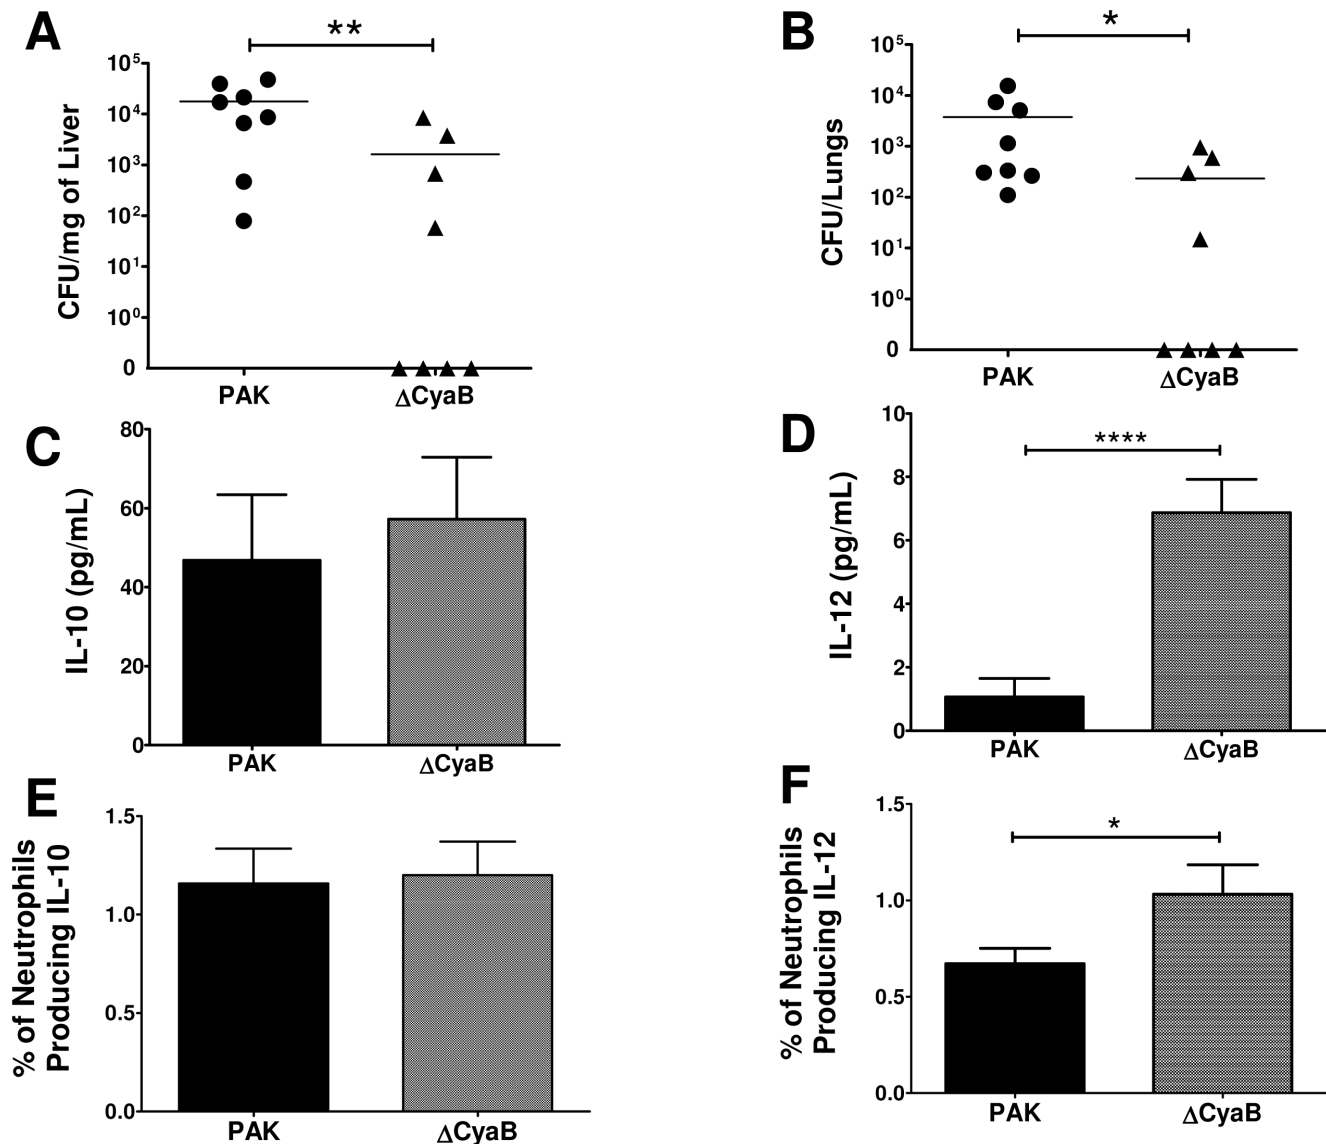 A
**
10⁵
10⁴
10³
10²
10¹
10⁰
0
CFU/mg of Liver
PAK
ΔCyaB
B
*
10⁵
10⁴
10³
10²
10¹
10⁰
0
CFU/Lungs
PAK
ΔCyaB
C
80
60
40
20
0
IL-10 (pg/mL)
PAK
ΔCyaB
D
****
10
8
6
4
2
0
IL-12 (pg/mL)
PAK
ΔCyaB
E
1.5
1.0
0.5
0.0
% of Neutrophils
Producing IL-10
PAK
ΔCyaB
F
*
1.5
1.0
0.5
0.0
% of Neutrophils
Producing IL-12
PAK
ΔCyaB